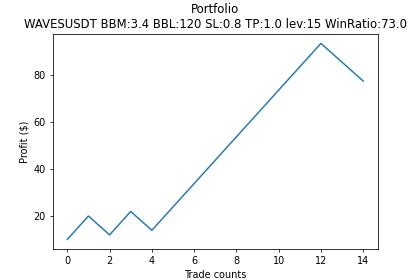 Portfolio
WAVESUSDT BBM:3.4 BBL:120 SL:0.8 TP:1.0 lev:15 WinRatio:73.0
Profit ($)
80
60
40
20
0 2 4 6 8 10 12 14
Trade counts